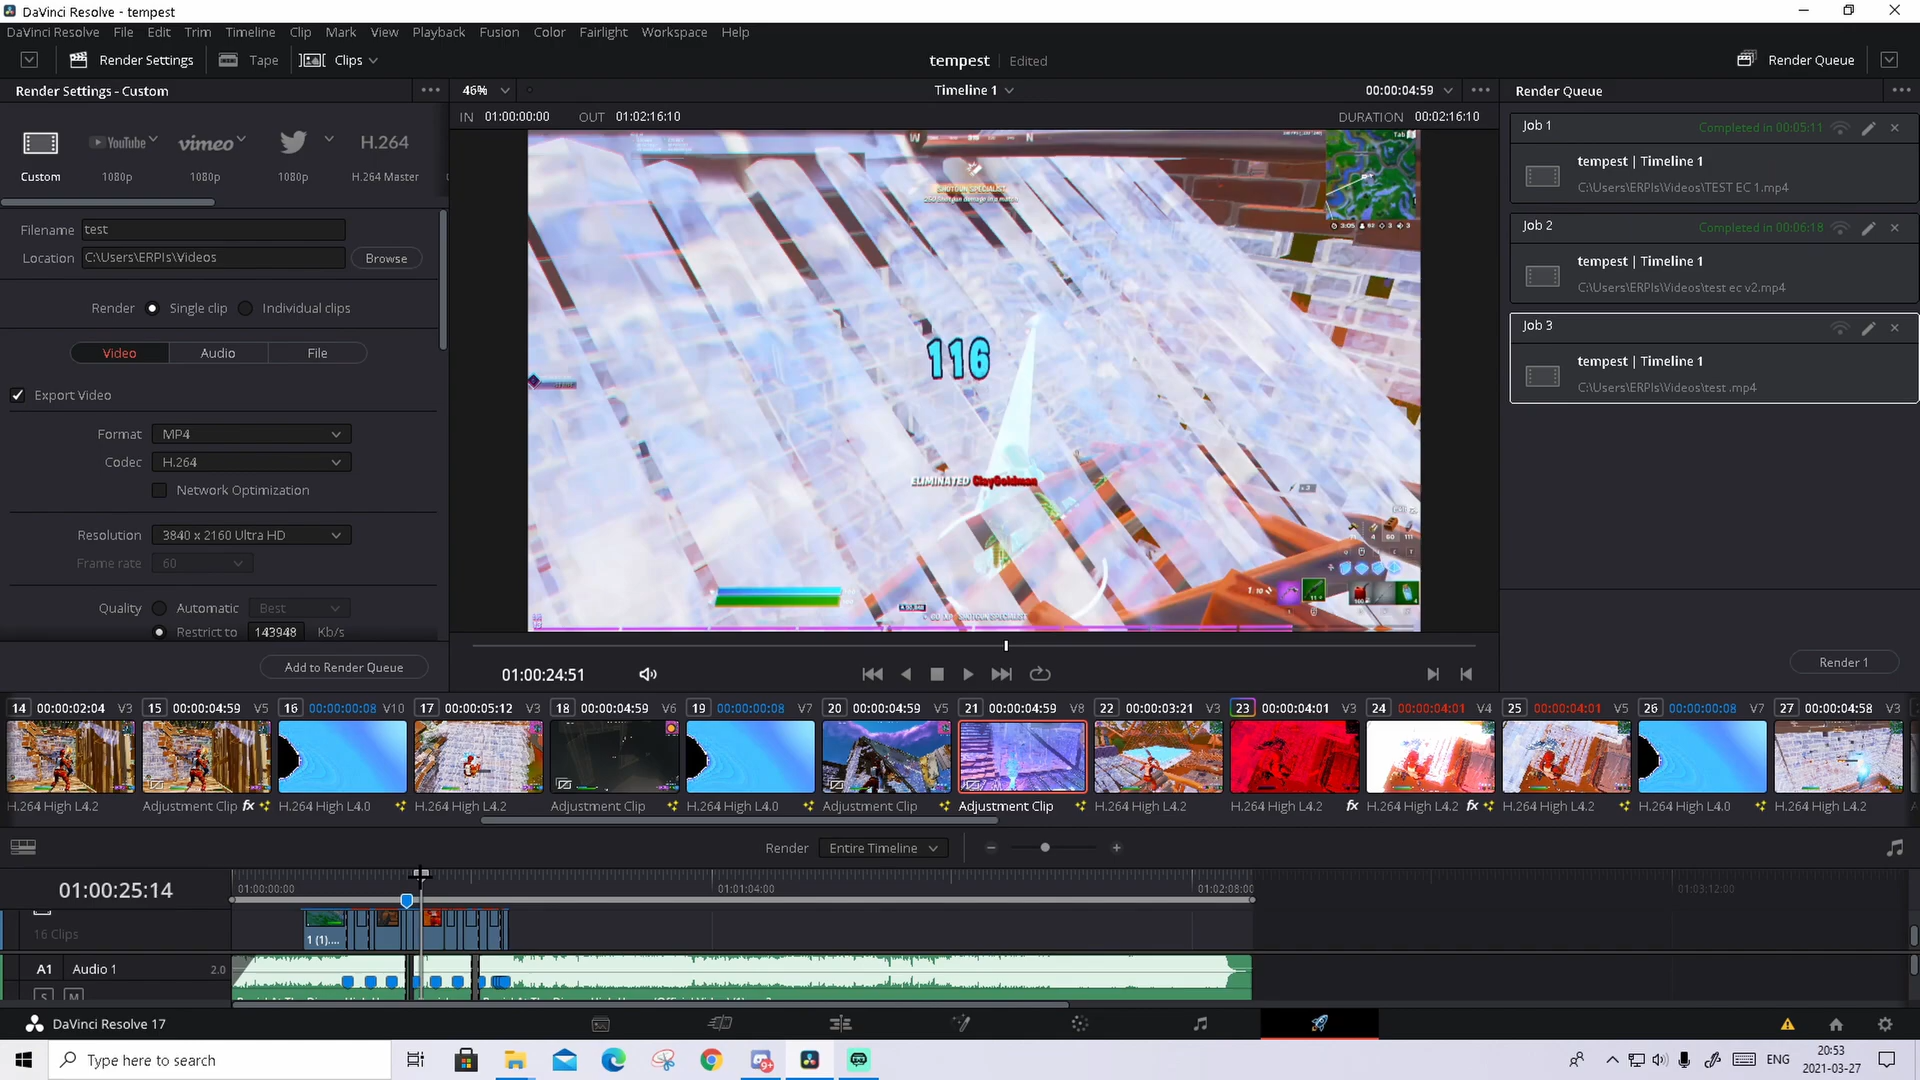 DaVinci Resolve - tempest
DaVinci Resolve File Edit Trim Timeline Clip Mark View Playback Fusion Color Fairlight Workspace Help
Render Settings Tape Clips tempest Edited Render Queue
Render Settings - Custom 46% Timeline 1 00:00:04:59 Render Queue
IN 01:00:00:00 OUT 01:02:16:10 DURATION 00:02:16:10
YouTube vimeo H.264
Custom 1080p 1080p 1080p H.264 Master
Filename test
Location C:\Users\ERPIs\Videos Browse
Render Single clip Individual clips
Video Audio File
Export Video
Format MP4
Codec H.264
Network Optimization
Resolution 3840 x 2160 Ultra HD
Frame rate 60
Quality Automatic Best
Restrict to 143948 Kb/s
Add to Render Queue
W N
Tab
SHOTGUN SPECIALIST
3:05 92 3 3
116
ELIMINATED ClayGoldman
Job 1 Completed in 00:05:11
tempest | Timeline 1
C:\Users\ERPIs\Videos\TEST EC 1.mp4
Job 2 Completed in 00:06:18
tempest | Timeline 1
C:\Users\ERPIs\Videos\test ec v2.mp4
Job 3
tempest | Timeline 1
C:\Users\ERPIs\Videos\test .mp4
Render 1
01:00:24:51
14 00:00:02:04 V3 15 00:00:04:59 V5 16 00:00:00:08 V10 17 00:00:05:12 V3 18 00:00:04:59 V6 19 00:00:00:08 V7 20 00:00:04:59 V5 21 00:00:04:59 V8 22 00:00:03:21 V3 23 00:00:04:01 V3 24 00:00:04:01 V4 25 00:00:04:01 V5 26 00:00:00:08 V7 27 00:00:04:58 V3
H.264 High L4.2 Adjustment Clip fx H.264 High L4.0 H.264 High L4.2 Adjustment Clip H.264 High L4.0 Adjustment Clip Adjustment Clip H.264 High L4.2 H.264 High L4.2 fx H.264 High L4.2 fx H.264 High L4.2 H.264 High L4.0 H.264 High L4.2
Render Entire Timeline
01:00:25:14
01:00:00:00 01:01:04:00 01:02:08:00 01:03:12:00
16 Clips
1 (1)....
A1 Audio 1 2.0
S M
DaVinci Resolve 17
Type here to search
9+
ENG
20:53
2021-03-27